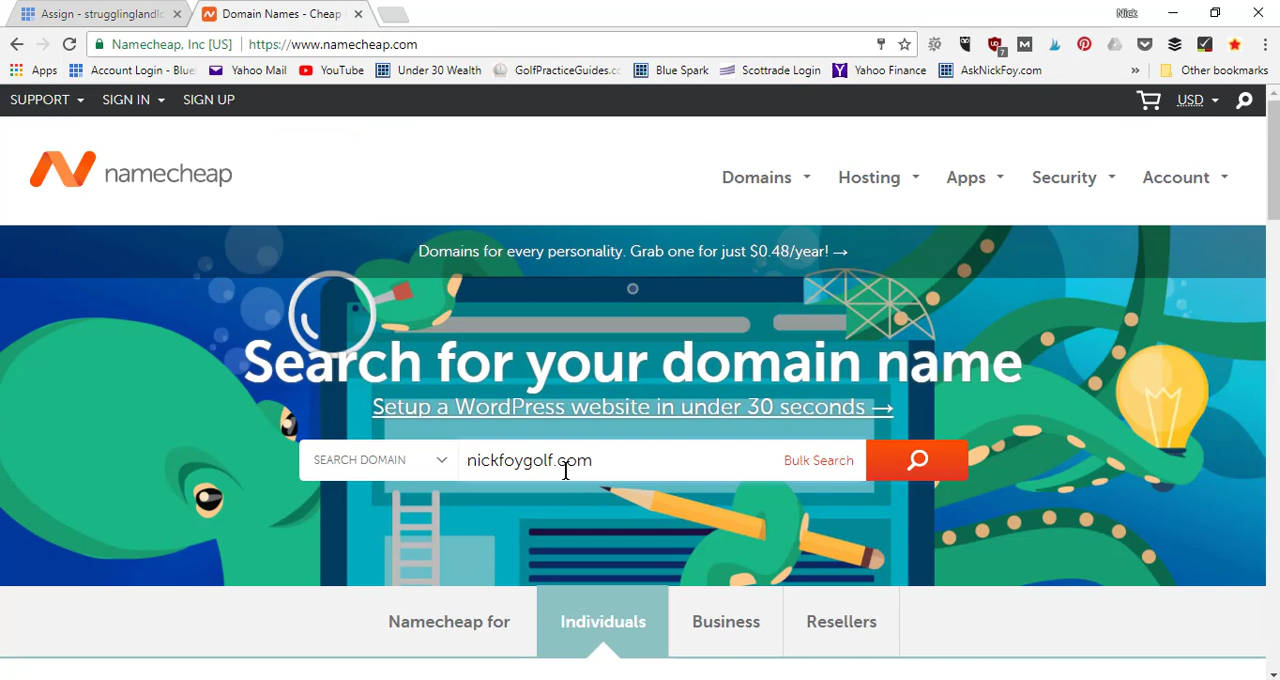 Assign - strugglinglandl
Domain Names - Cheap
Nick
Namecheap, Inc [US] https://www.namecheap.com
7
M
Apps Account Login - Blue Yahoo Mail YouTube Under 30 Wealth GolfPracticeGuides.co Blue Spark Scottrade Login Yahoo Finance AskNickFoy.com » Other bookmarks
SUPPORT SIGN IN SIGN UP USD
namecheap
Domains Hosting Apps Security Account
Domains for every personality. Grab one for just $0.48/year! →
Search for your domain name
Setup a WordPress website in under 30 seconds →
SEARCH DOMAIN nickfoygolf.com Bulk Search
Namecheap for Individuals Business Resellers